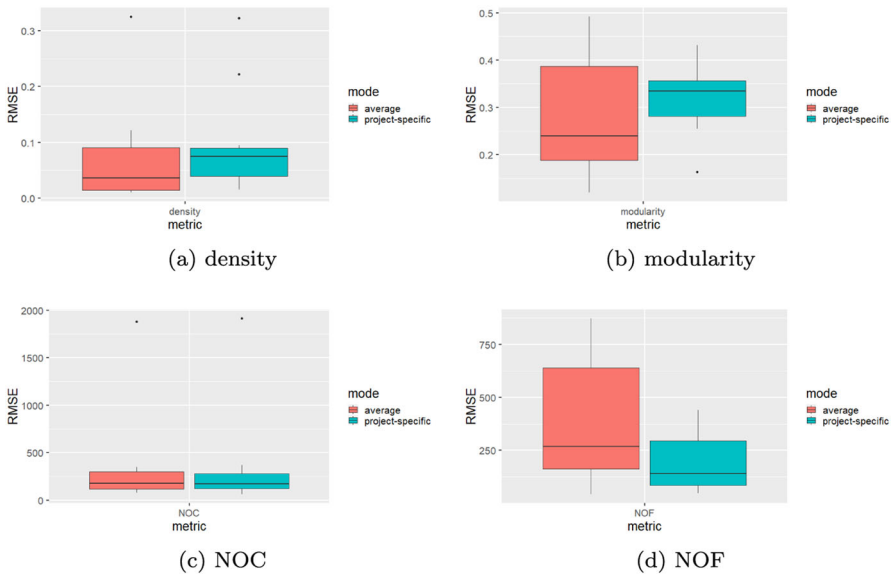 0.3
0.2
0.1
0.0
RMSE
density
metric
mode
average
project-specific
(a) density
0.5
0.4
0.3
0.2
RMSE
modularity
metric
mode
average
project-specific
(b) modularity
2000
1500
1000
500
0
RMSE
NOC
metric
mode
average
project-specific
(c) NOC
750
500
250
RMSE
NOF
metric
mode
average
project-specific
(d) NOF